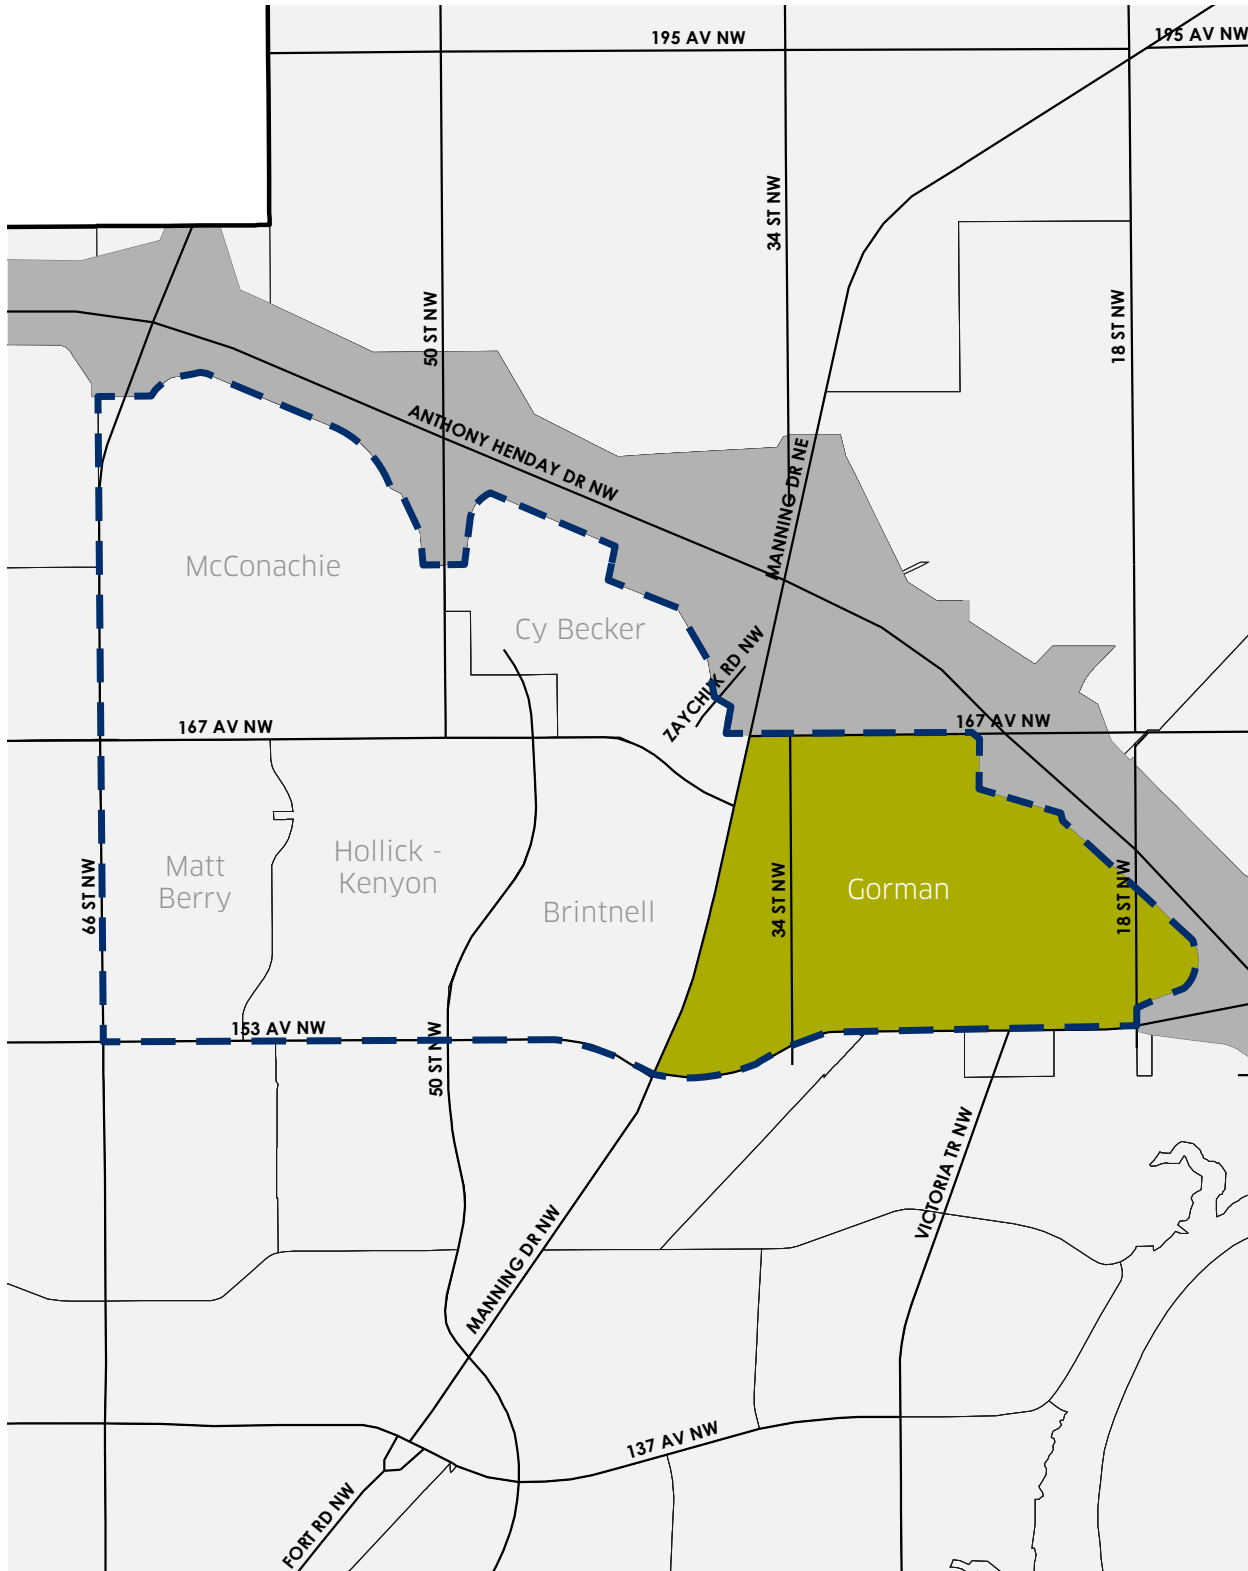 195 AV NW
195 AV NW
34 ST NW
50 ST NW
18 ST NW
ANTHONY HENDAY DR NW
MANNING DR NE
McConachie
Cy Becker
ZAYCHUK RD NW
167 AV NW
167 AV NW
Matt
Berry
Hollick -
Kenyon
Brintnell
Gorman
66 ST NW
34 ST NW
18 ST NW
153 AV NW
50 ST NW
VICTORIA TR NW
MANNING DR NW
137 AV NW
FORT RD NW